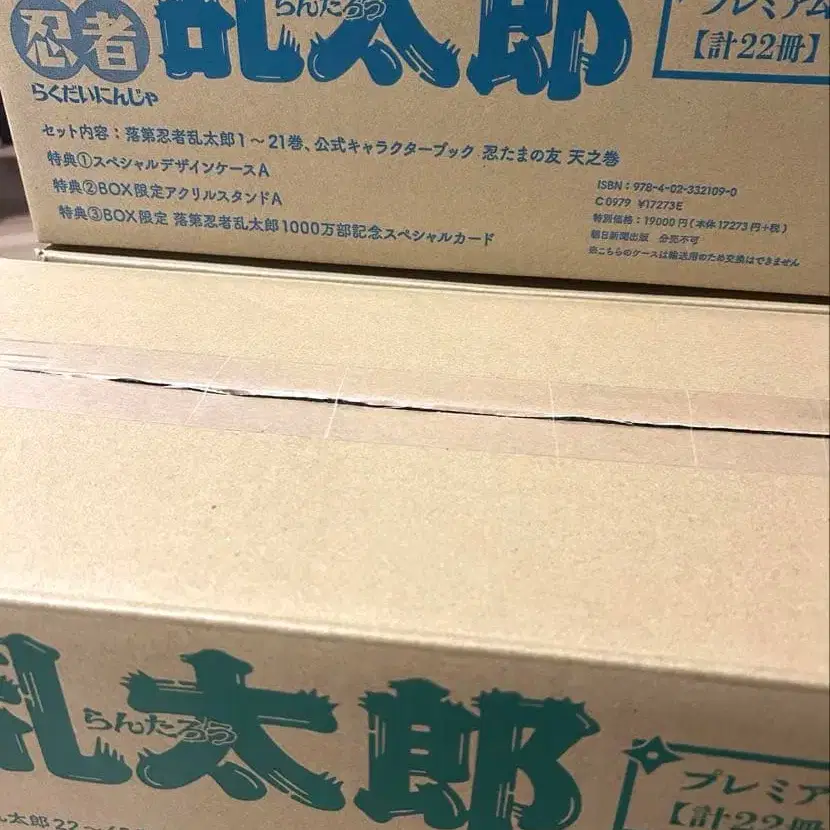 らんたろう
忍者
乱太郎
プレミアム
【計22冊】
らくだいにんじゃ
セット内容:落第忍者乱太郎1~21巻、公式キャラクターブック 忍たまの友 天之巻
特典①スペシャルデザインケースA
特典②BOX限定アクリルスタンドA
特典③BOX限定 落第忍者乱太郎1000万部記念スペシャルカード
ISBN:978-4-02-332109-0
C0979 ¥17273E
特別価格:19000円(本体17273円+税)
朝日新聞出版 分売不可
※こちらのケースは輸送用のため交換はできません
乱太郎
らんたろう
プレミア
【計22冊
太郎22~